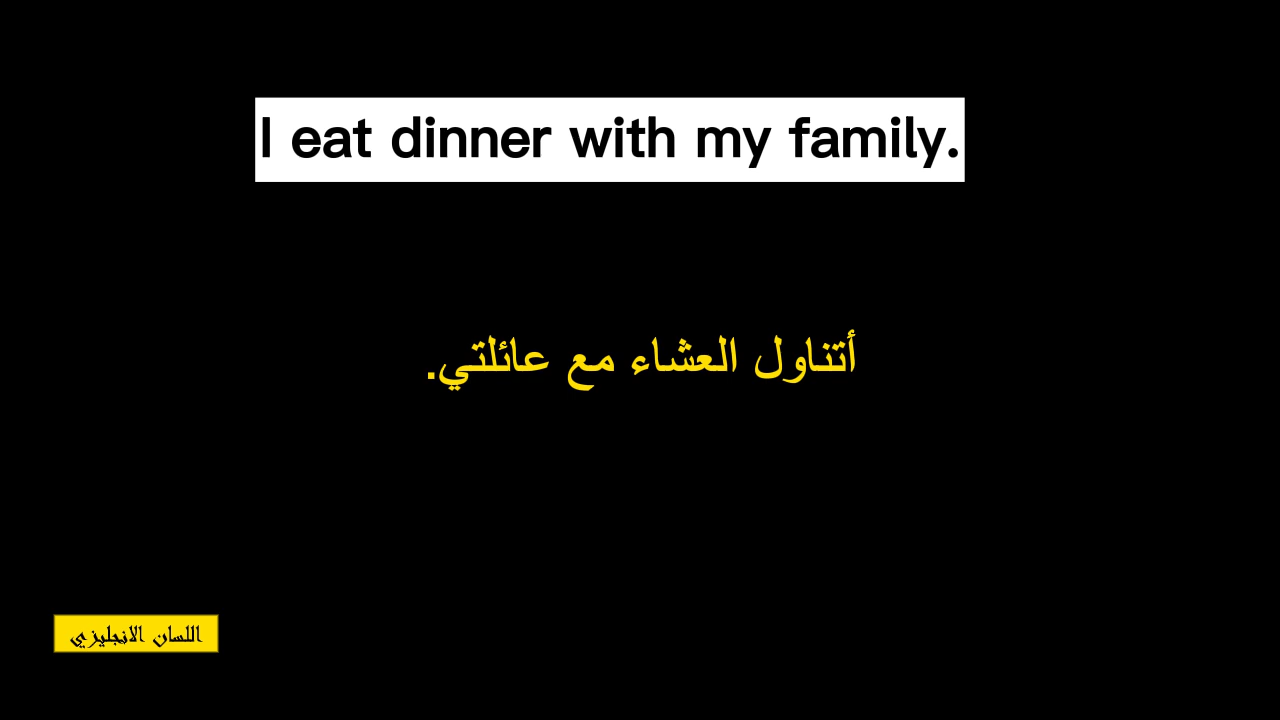 I eat dinner with my family.
أتناول العشاء مع عائلتي.
اللسان الانجليزي